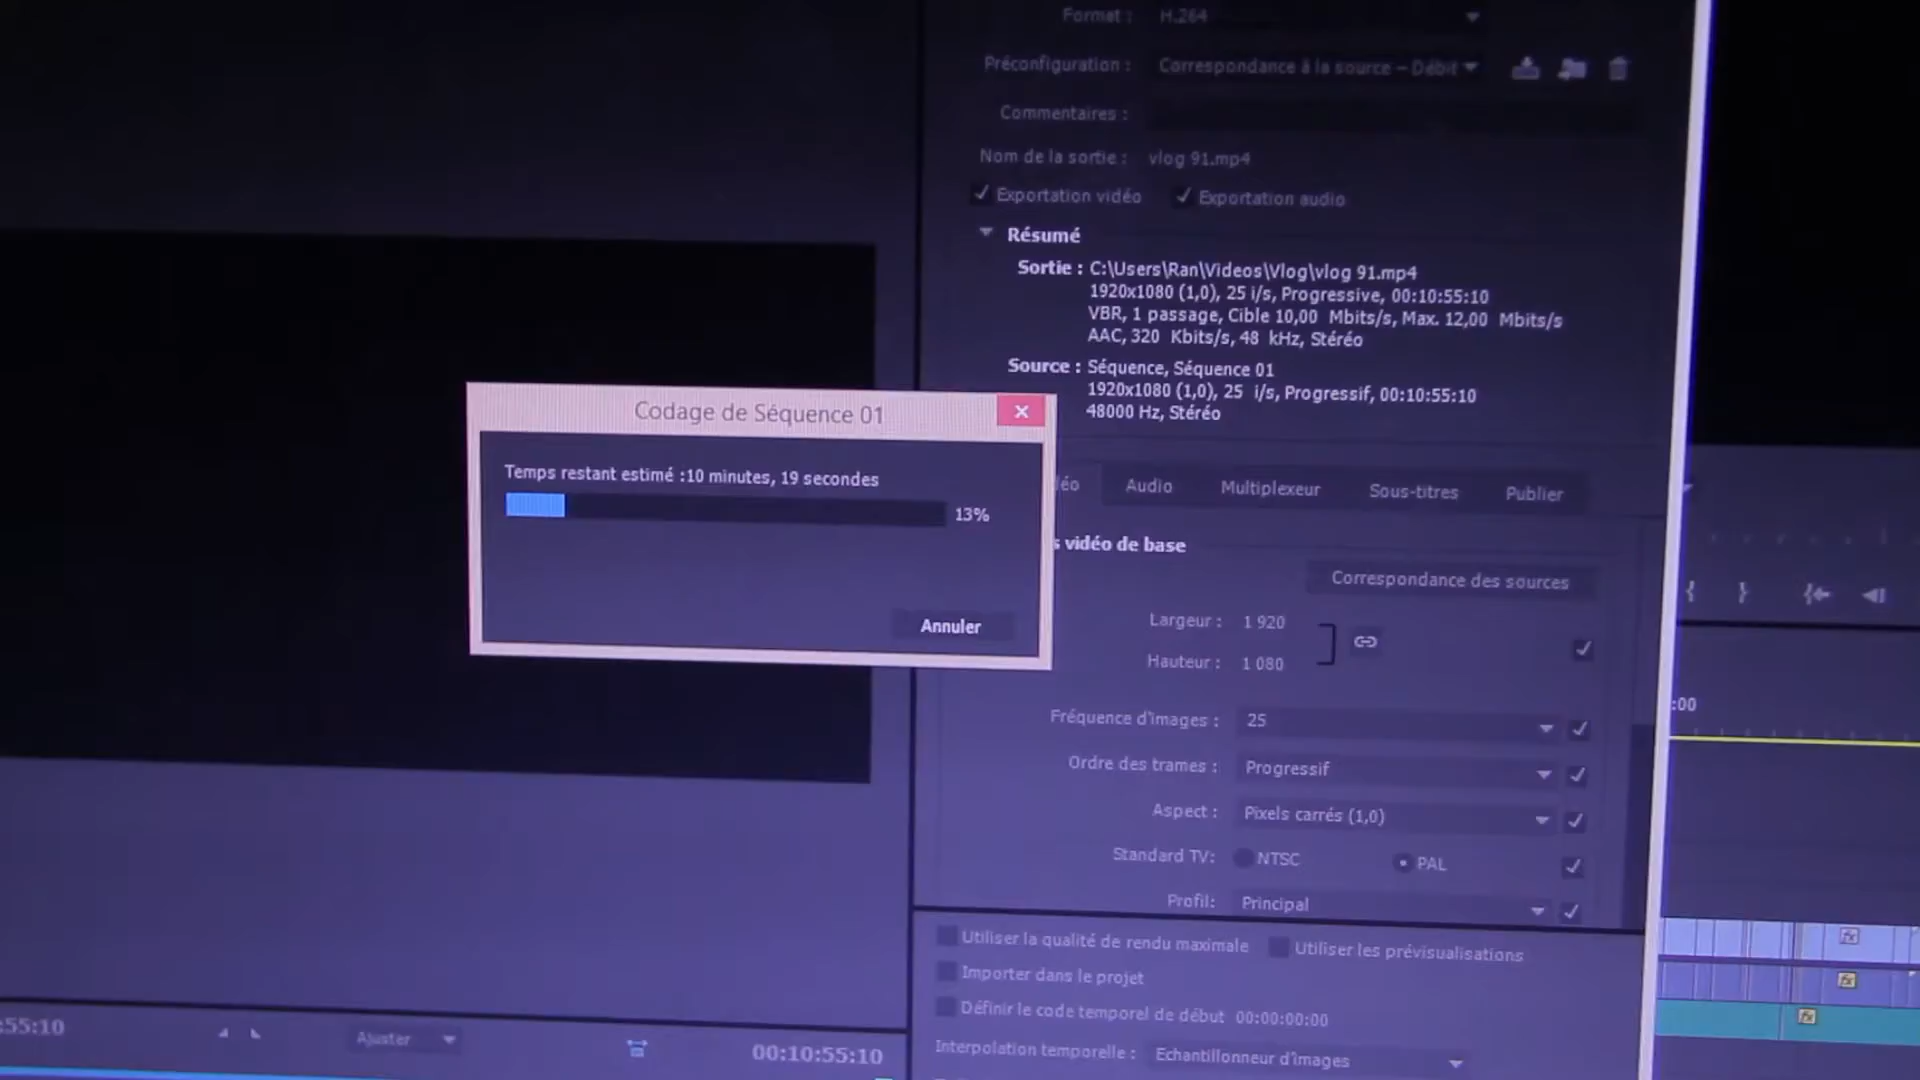 Format : H.264
Préconfiguration : Correspondance à la source – Débit
Commentaires :
Nom de la sortie : vlog 91.mp4
Exportation vidéo Exportation audio
Résumé
Sortie : C:\Users\Ran\Videos\Vlog\vlog 91.mp4
1920x1080 (1,0), 25 i/s, Progressive, 00:10:55:10
VBR, 1 passage, Cible 10,00 Mbits/s, Max. 12,00 Mbits/s
AAC, 320 Kbits/s, 48 kHz, Stéréo
Source : Séquence, Séquence 01
1920x1080 (1,0), 25 i/s, Progressif, 00:10:55:10
48000 Hz, Stéréo
Codage de Séquence 01
Temps restant estimé :10 minutes, 19 secondes
13%
Annuler
éo Audio Multiplexeur Sous-titres Publier
s vidéo de base
Correspondance des sources
Largeur : 1 920
Hauteur : 1 080
:00
Fréquence d'images : 25
Ordre des trames : Progressif
Aspect : Pixels carrés (1,0)
Standard TV: NTSC PAL
Profil: Principal
Utiliser la qualité de rendu maximale Utiliser les prévisualisations
Importer dans le projet
Définir le code temporel de début 00:00:00:00
Interpolation temporelle : Echantillonneur d'images
:55:10 Ajuster 00:10:55:10
fx
fx
fx